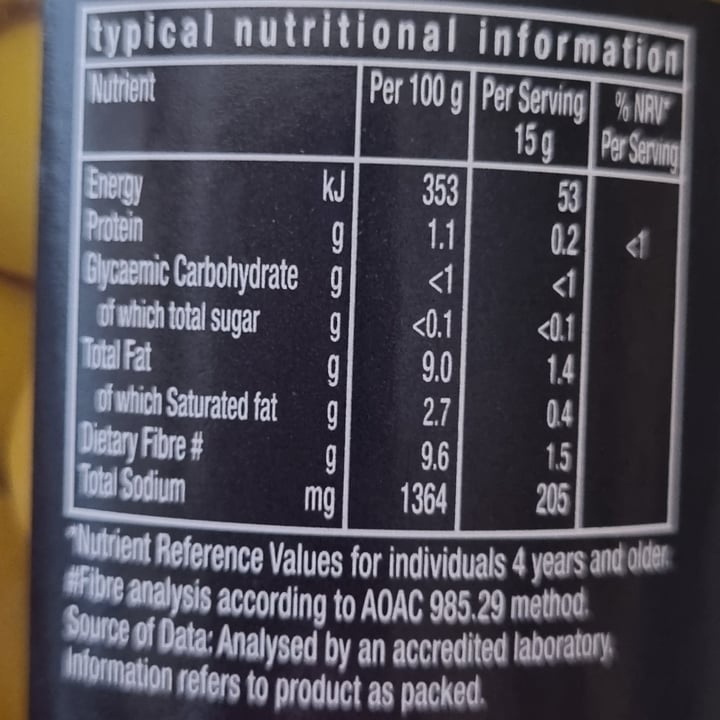 typical nutritional information
Nutrient Per 100 g Per Serving 15 g % NRV* Per Serving
Energy kJ 353 53
Protein g 1.1 0.2 <1
Glycaemic Carbohydrate g <1 <1
of which total sugar g <0.1 <0.1
Total Fat g 9.0 1.4
of which Saturated fat g 2.7 0.4
Dietary Fibre # g 9.6 1.5
Total Sodium mg 1364 205
*Nutrient Reference Values for individuals 4 years and older.
#Fibre analysis according to AOAC 985.29 method.
Source of Data: Analysed by an accredited laboratory.
Information refers to product as packed.